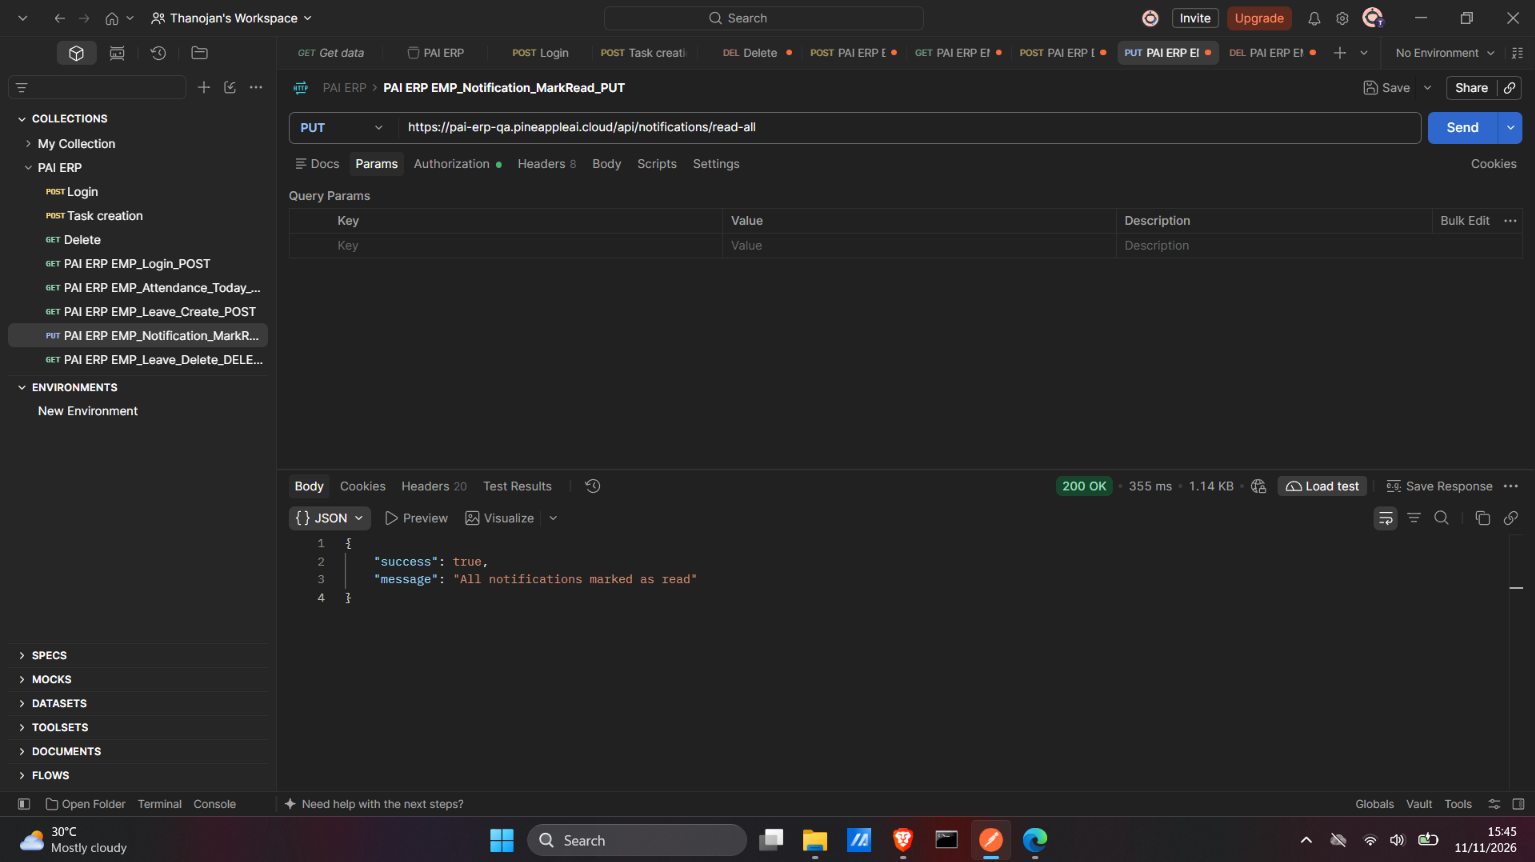 Thanojan's Workspace
Search
Invite
Upgrade
GET Get data
PAI ERP
POST Login
POST Task creati
DEL Delete
POST PAI ERP E
GET PAI ERP EM
POST PAI ERP E
PUT PAI ERP EI
DEL PAI ERP EM
No Environment
HTTP PAI ERP > PAI ERP EMP_Notification_MarkRead_PUT
Save
Share
COLLECTIONS
My Collection
PAI ERP
POST Login
POST Task creation
GET Delete
GET PAI ERP EMP_Login_POST
GET PAI ERP EMP_Attendance_Today_...
GET PAI ERP EMP_Leave_Create_POST
PUT PAI ERP EMP_Notification_MarkR...
GET PAI ERP EMP_Leave_Delete_DELE...
ENVIRONMENTS
New Environment
SPECS
MOCKS
DATASETS
TOOLSETS
DOCUMENTS
FLOWS
PUT
https://pai-erp-qa.pineappleai.cloud/api/notifications/read-all
Send
Docs Params Authorization Headers 8 Body Scripts Settings
Cookies
Query Params
Key Value Description Bulk Edit
Key Value Description
Body Cookies Headers 20 Test Results
200 OK 355 ms 1.14 KB
Load test
e.g. Save Response
{} JSON Preview Visualize
1 {
2 "success": true,
3 "message": "All notifications marked as read"
4 }
Open Folder Terminal Console
Need help with the next steps?
Globals Vault Tools
30°C
Mostly cloudy
Search
15:45
11/11/2026